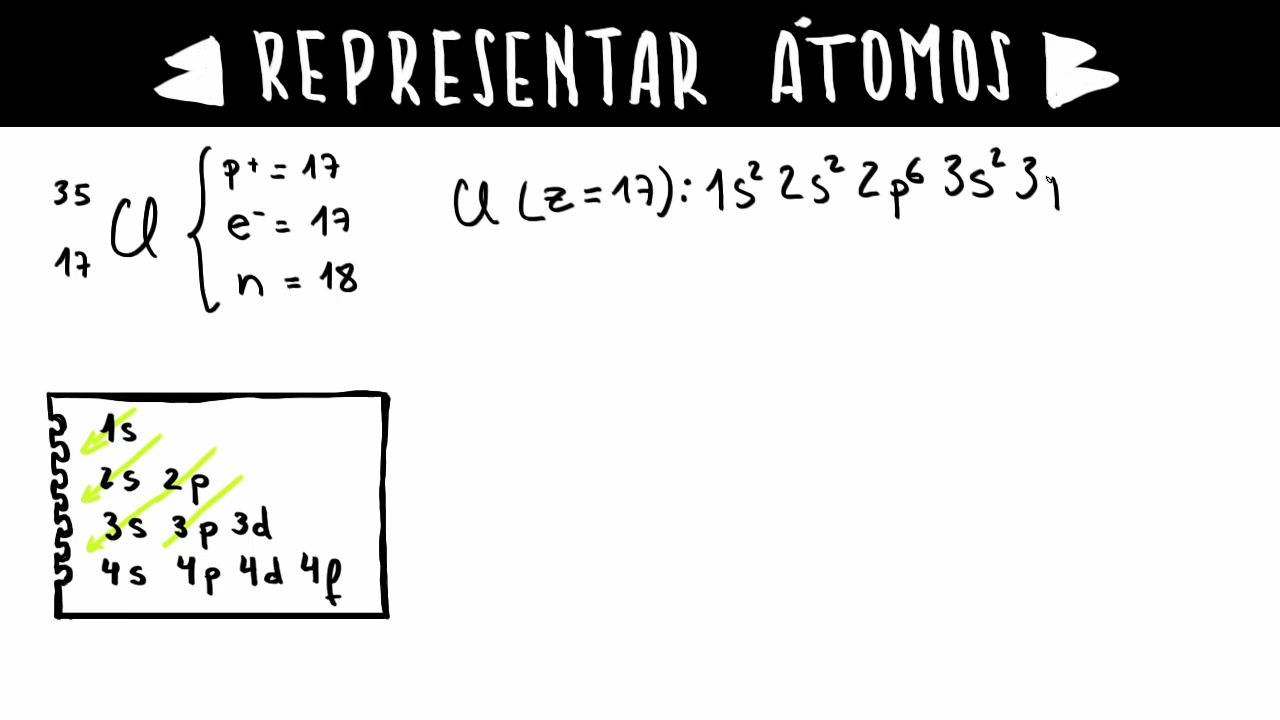 REPRESENTAR ÁTOMOS
35
17 Cl
p⁺ = 17
e⁻ = 17
n = 18
Cl (z = 17): 1s² 2s² 2p⁶ 3s² 3
1s
2s 2p
3s 3p 3d
4s 4p 4d 4f